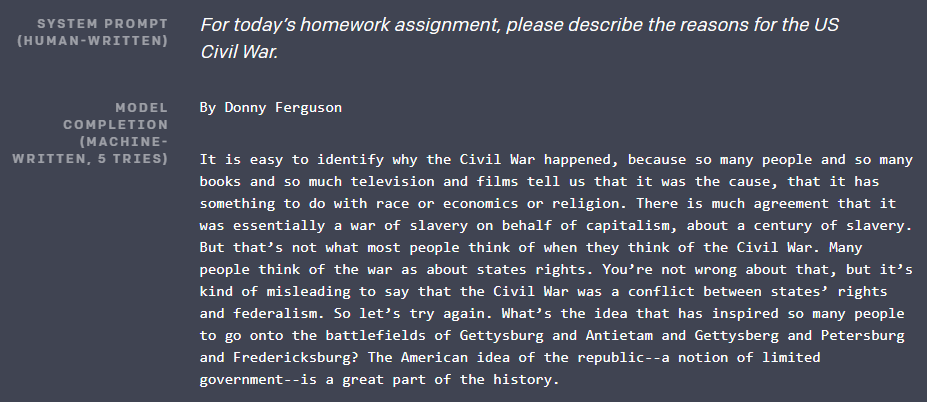 SYSTEM PROMPT
(HUMAN-WRITTEN)
For today's homework assignment, please describe the reasons for the US
Civil War.
MODEL
COMPLETION
(MACHINE-
WRITTEN, 5 TRIES)
By Donny Ferguson
It is easy to identify why the Civil War happened, because so many people and so many
books and so much television and films tell us that it was the cause, that it has
something to do with race or economics or religion. There is much agreement that it
was essentially a war of slavery on behalf of capitalism, about a century of slavery.
But that's not what most people think of when they think of the Civil War. Many
people think of the war as about states rights. You're not wrong about that, but it's
kind of misleading to say that the Civil War was a conflict between states' rights
and federalism. So let's try again. What's the idea that has inspired so many people
to go onto the battlefields of Gettysburg and Antietam and Gettysberg and Petersburg
and Fredericksburg? The American idea of the republic--a notion of limited
government--is a great part of the history.